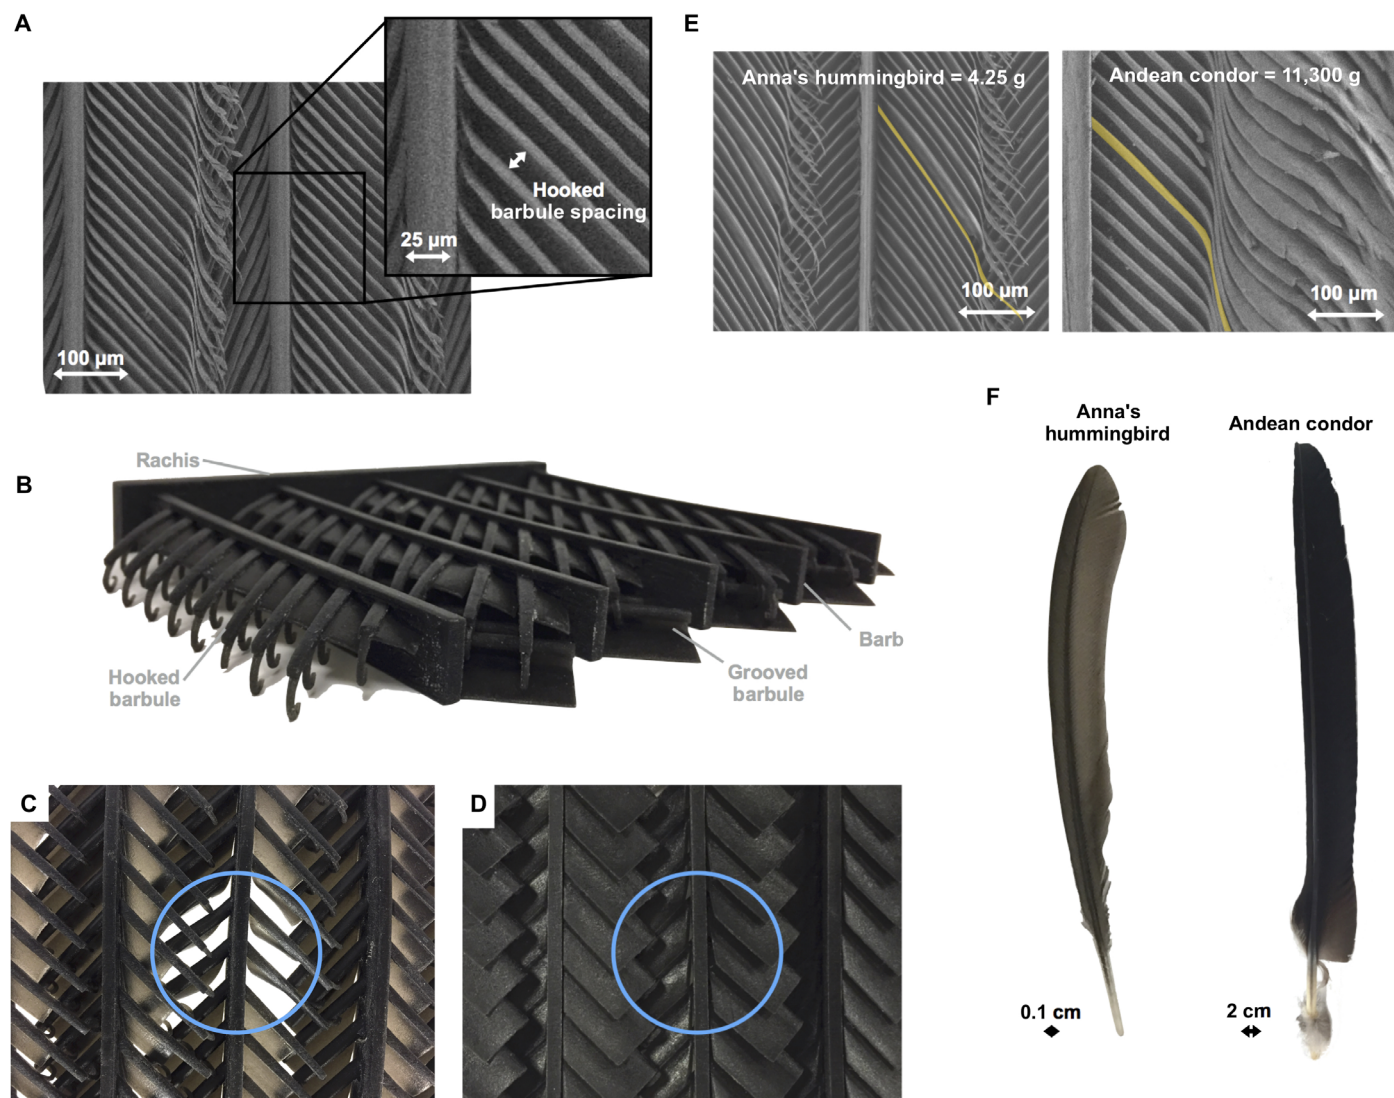 A
Hooked
barbule spacing
25 µm
100 µm
E
Anna's hummingbird = 4.25 g
100 µm
Andean condor = 11,300 g
100 µm
B
Rachis
Hooked
barbule
Grooved
barbule
Barb
C
D
F
Anna's
hummingbird
Andean condor
0.1 cm
2 cm